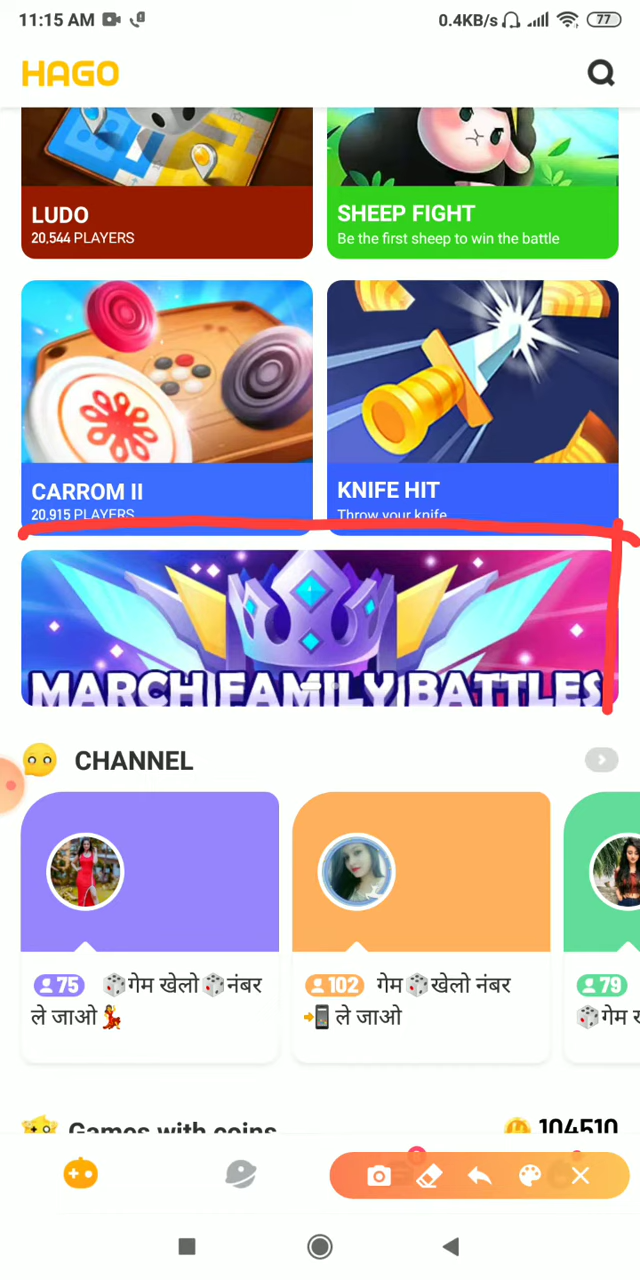 11:15 AM
0.4KB/s
77
HAGO
LUDO
20,544 PLAYERS
SHEEP FIGHT
Be the first sheep to win the battle
CARROM II
20,915 PLAYERS
KNIFE HIT
Throw your knife
MARCH FAMILY BATTLES
CHANNEL
75 🎲गेम खेलो🎲नंबर
ले जाओ💃
102 गेम🎲खेलो नंबर
📲 ले जाओ
79
🎲गेम
Games with coins
104510